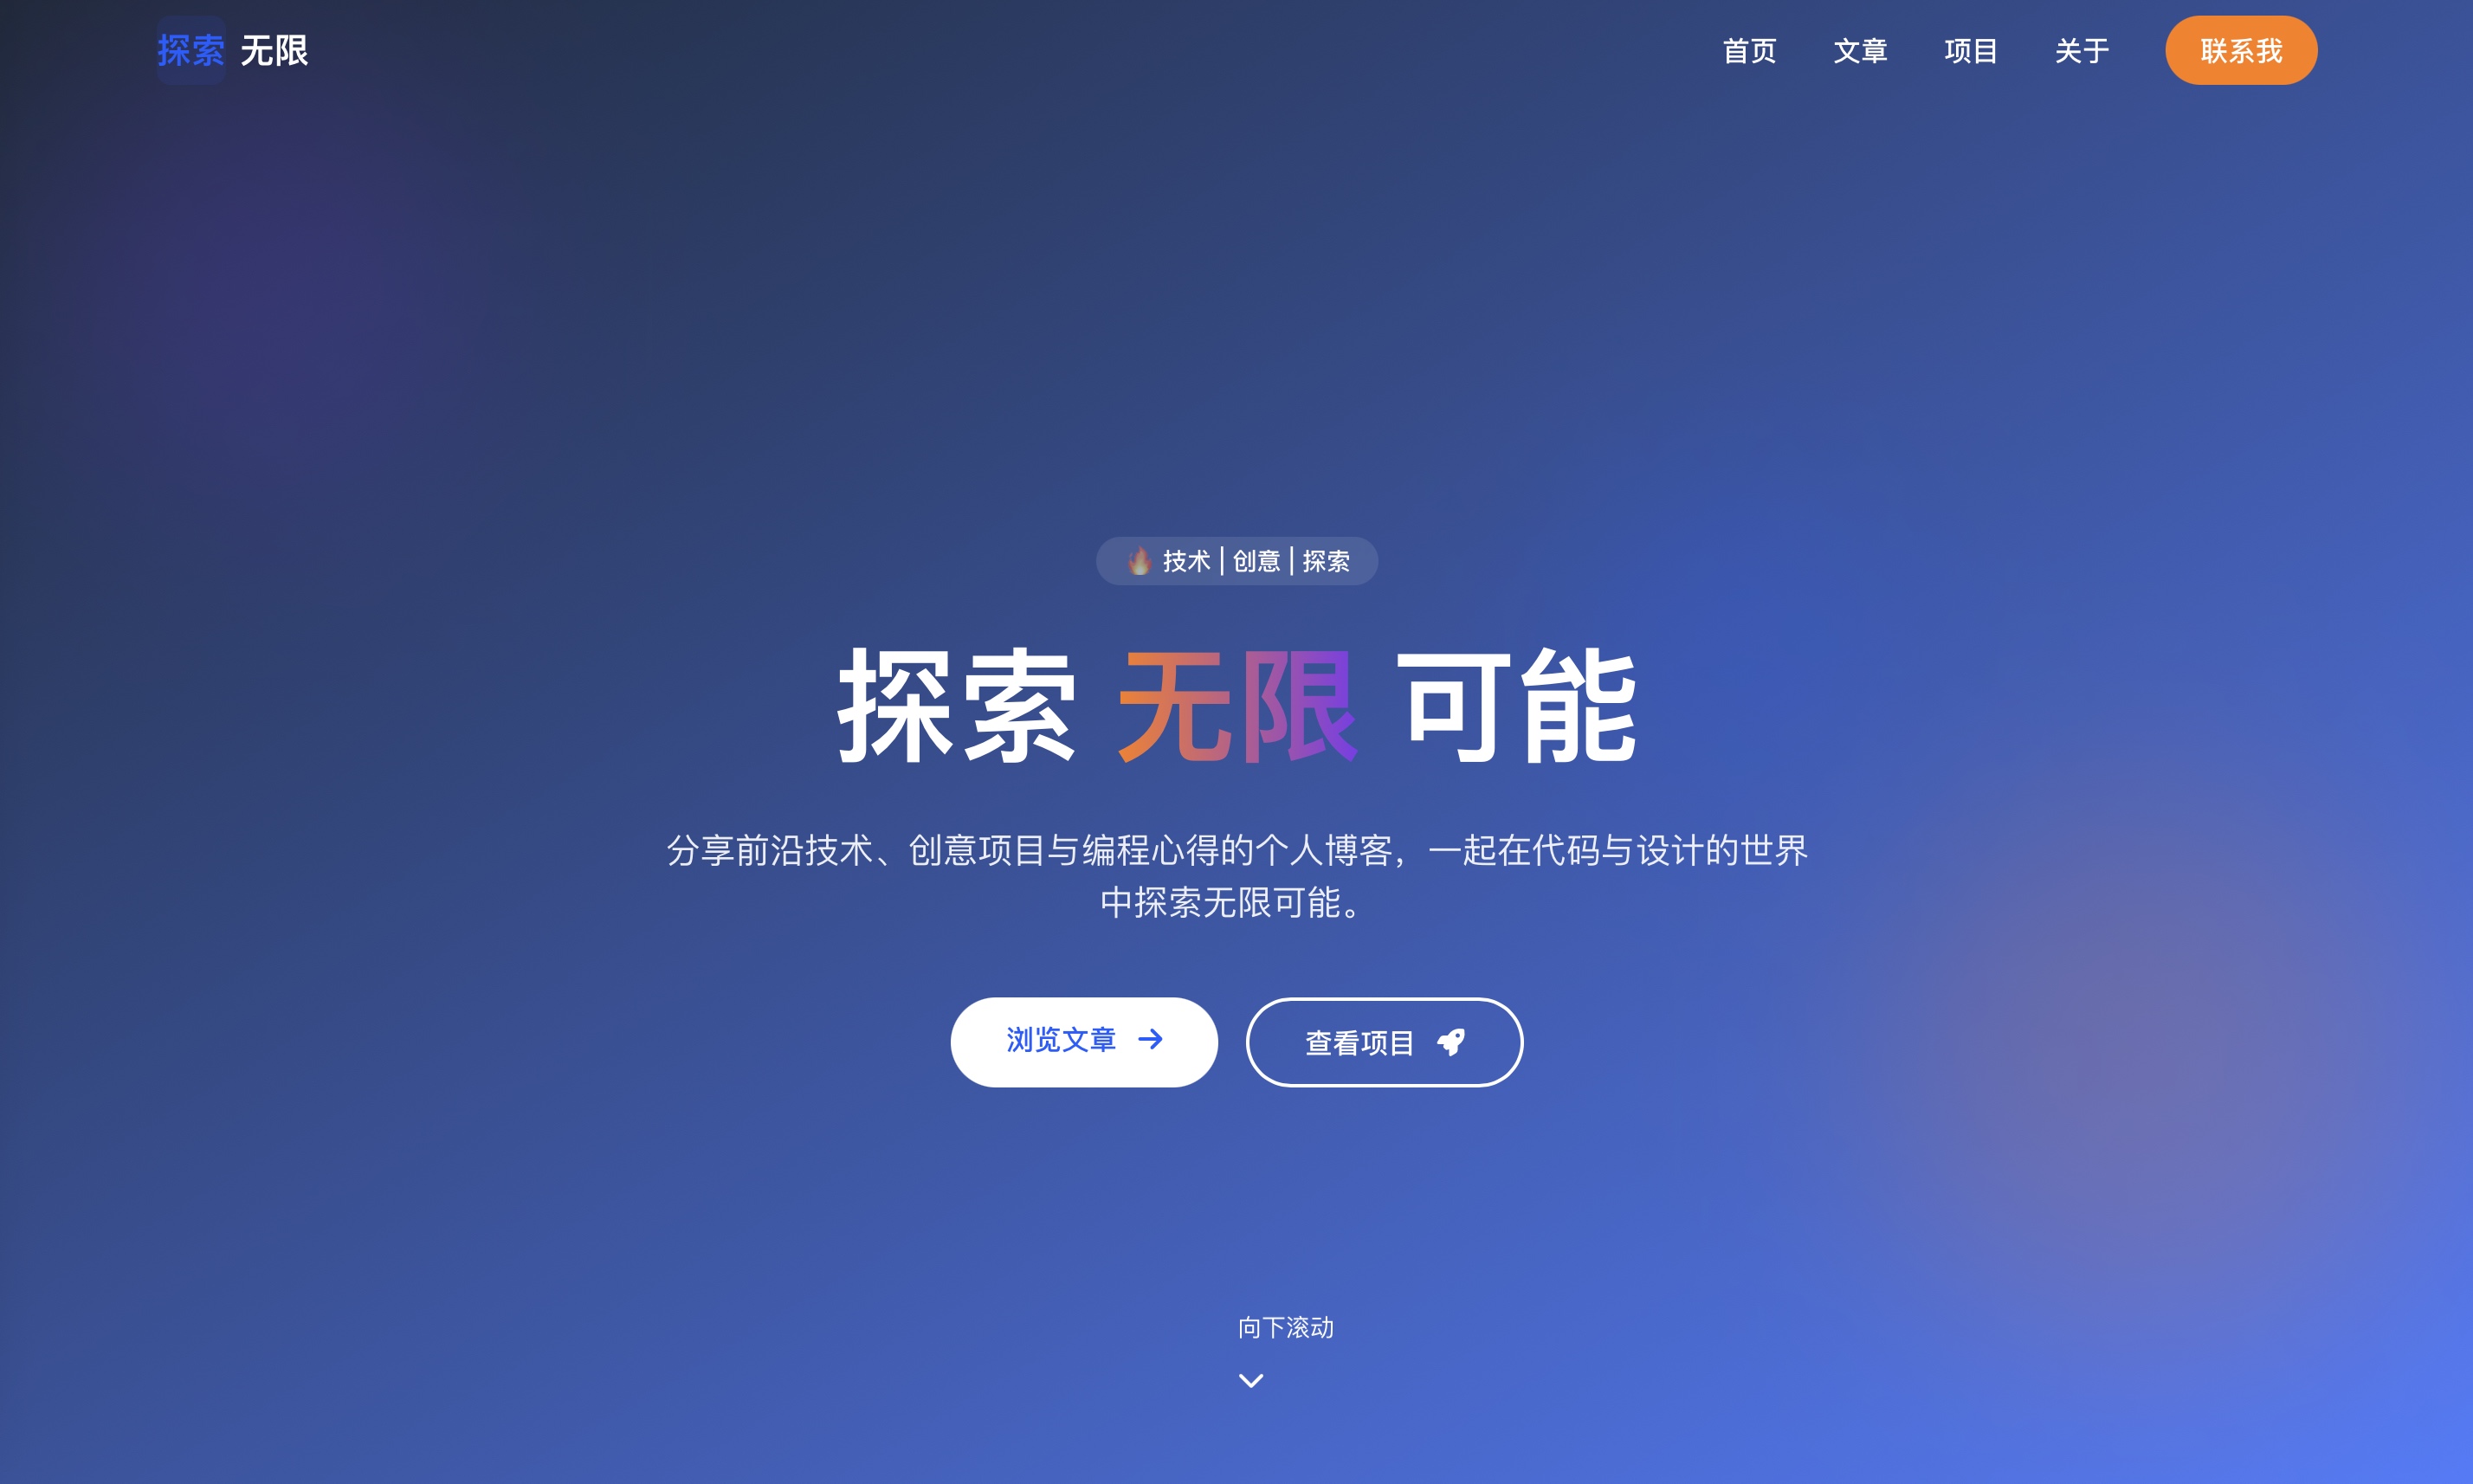 探索 无限
首页 文章 项目 关于 联系我
🔥 技术 | 创意 | 探索
探索 无限 可能
分享前沿技术、创意项目与编程心得的个人博客，一起在代码与设计的世界
中探索无限可能。
浏览文章 查看项目
向下滚动